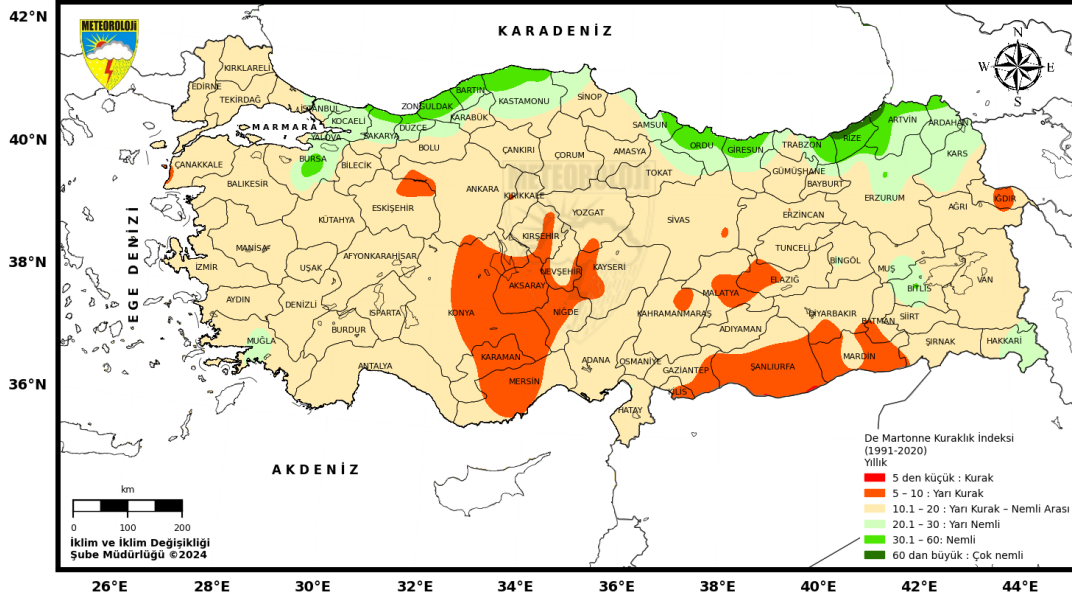 METEOROLOJİ
KARADENİZ
N
W
E
S
42°N
40°N
38°N
36°N
KIRKLARELİ
EDİRNE
TEKİRDAĞ
İSTANBUL
KOCAELİ
MARMARA
YALOVA
SAKARYA
DÜZCE
ZONGULDAK
BARTIN
KARABÜK
KASTAMONU
SİNOP
SAMSUN
ORDU
GİRESUN
TRABZON
RİZE
ARTVİN
ARDAHAN
KARS
ÇANAKKALE
BURSA
BİLECİK
BOLU
ÇANKIRI
ÇORUM
AMASYA
TOKAT
GÜMÜŞHANE
BAYBURT
ERZURUM
AĞRI
IĞDIR
BALIKESİR
KÜTAHYA
ESKİŞEHİR
ANKARA
KIRIKKALE
METEOROLOJİ
YOZGAT
SİVAS
ERZİNCAN
KIRŞEHİR
TUNCELİ
BİNGÖL
MUŞ
BİTLİS
VAN
EGE DENİZİ
MANİSA
İZMİR
UŞAK
AFYONKARAHİSAR
AKSARAY
NEVŞEHİR
KAYSERİ
MALATYA
ELAZIĞ
AYDIN
DENİZLİ
ISPARTA
KONYA
NİĞDE
KAHRAMANMARAŞ
ADIYAMAN
DİYARBAKIR
BATMAN
SİİRT
ŞIRNAK
HAKKARİ
MUĞLA
BURDUR
ANTALYA
KARAMAN
MERSİN
ADANA
OSMANİYE
GAZİANTEP
KİLİS
ŞANLIURFA
MARDİN
HATAY
AKDENİZ
De Martonne Kuraklık İndeksi
(1991-2020)
Yıllık
5 den küçük : Kurak
5 – 10 : Yarı Kurak
10.1 – 20 : Yarı Kurak – Nemli Arası
20.1 – 30 : Yarı Nemli
30.1 – 60: Nemli
60 dan büyük : Çok nemli
km
0 100 200
İklim ve İklim Değişikliği
Şube Müdürlüğü ©2024
26°E 28°E 30°E 32°E 34°E 36°E 38°E 40°E 42°E 44°E